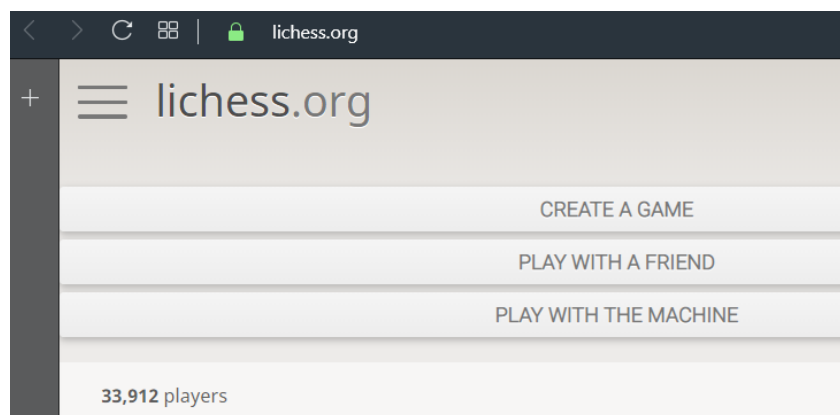 lichess.org
lichess.org
CREATE A GAME
PLAY WITH A FRIEND
PLAY WITH THE MACHINE
33,912 players